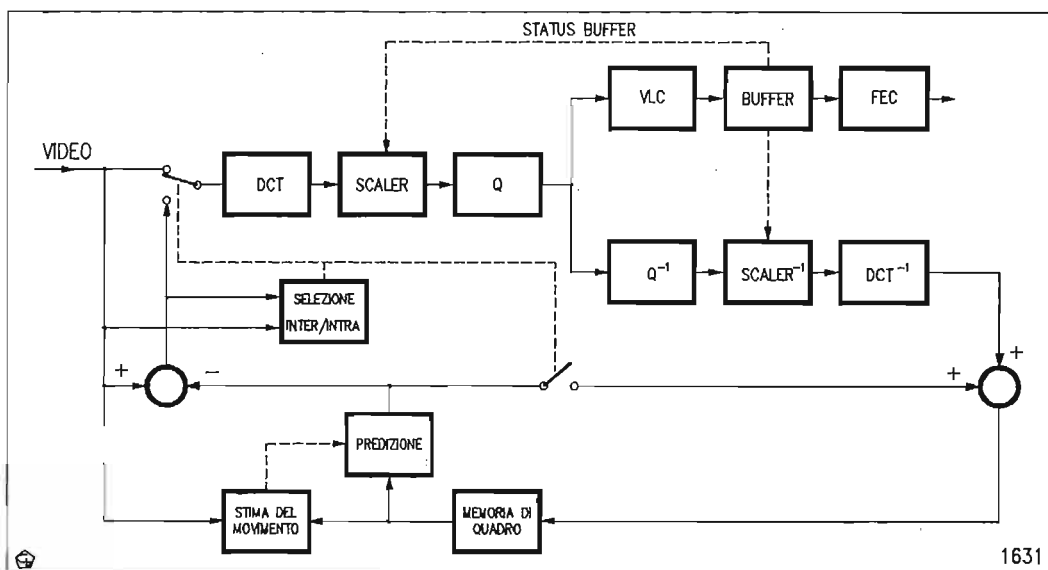 STATUS BUFFER
VLC
BUFFER
FEC
VIDEO
DCT
SCALER
Q
Q⁻¹
SCALER⁻¹
DCT⁻¹
SELEZIONE
INTER/INTRA
+
+
−
+
PREDIZIONE
STIMA DEL
MOVIMENTO
MEMORIA DI
QUADRO
1631